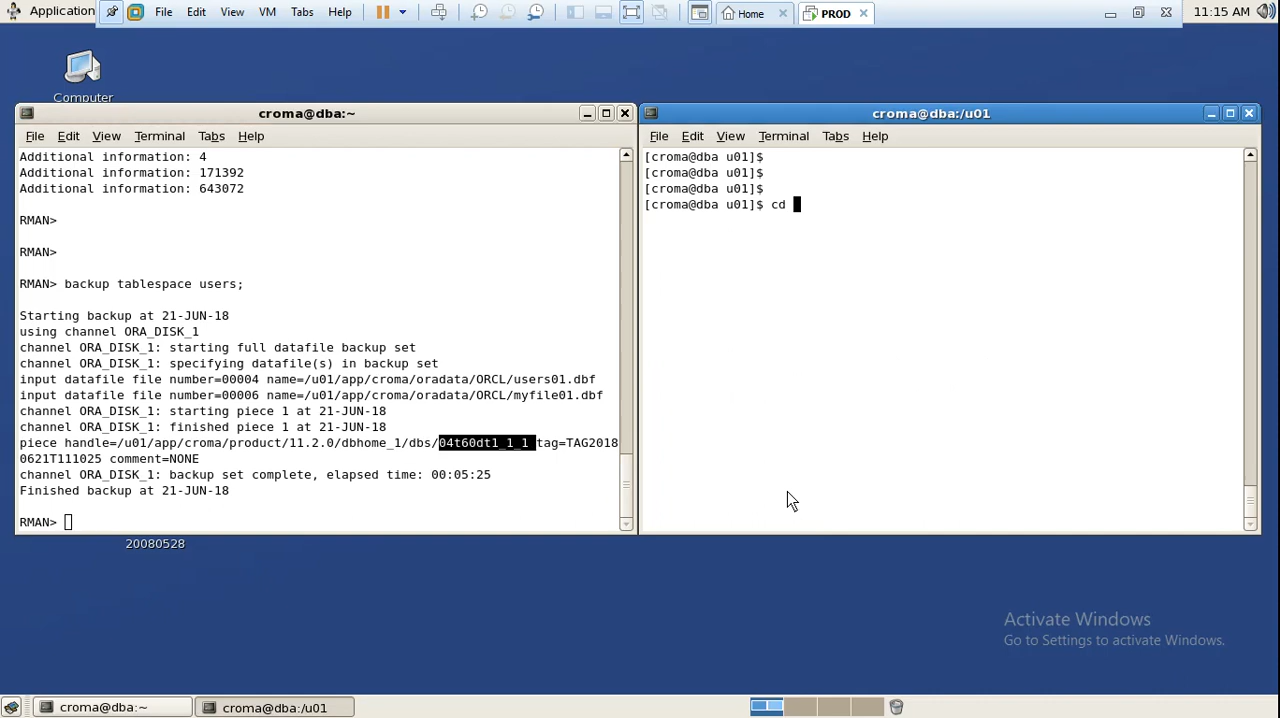 Application File Edit View VM Tabs Help Home PROD 11:15 AM
Computer
croma@dba:~
File Edit View Terminal Tabs Help
Additional information: 4
Additional information: 171392
Additional information: 643072
RMAN>
RMAN>
RMAN> backup tablespace users;
Starting backup at 21-JUN-18
using channel ORA_DISK_1
channel ORA_DISK_1: starting full datafile backup set
channel ORA_DISK_1: specifying datafile(s) in backup set
input datafile file number=00004 name=/u01/app/croma/oradata/ORCL/users01.dbf
input datafile file number=00006 name=/u01/app/croma/oradata/ORCL/myfile01.dbf
channel ORA_DISK_1: starting piece 1 at 21-JUN-18
channel ORA_DISK_1: finished piece 1 at 21-JUN-18
piece handle=/u01/app/croma/product/11.2.0/dbhome_1/dbs/04t60dt1_1_1 tag=TAG2018
0621T111025 comment=NONE
channel ORA_DISK_1: backup set complete, elapsed time: 00:05:25
Finished backup at 21-JUN-18
RMAN>
croma@dba:/u01
File Edit View Terminal Tabs Help
[croma@dba u01]$
[croma@dba u01]$
[croma@dba u01]$
[croma@dba u01]$ cd
20080528
Activate Windows
Go to Settings to activate Windows.
croma@dba:~ croma@dba:/u01